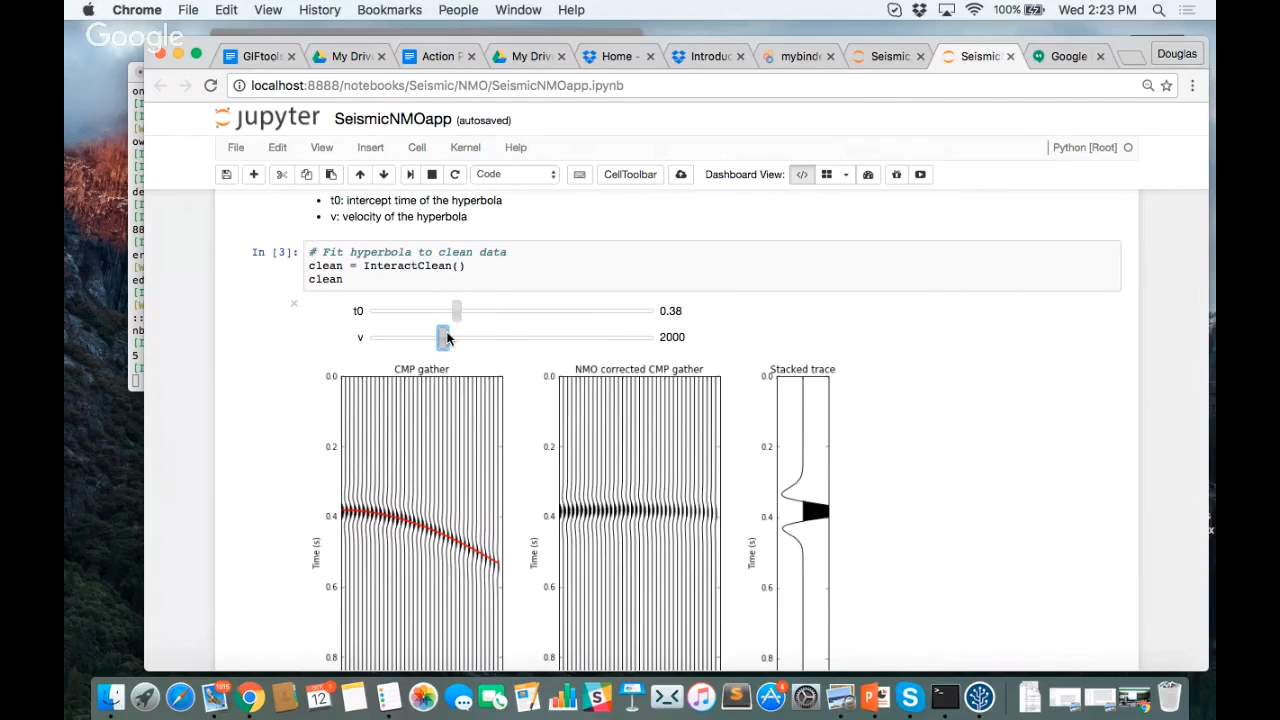 Chrome File Edit View History Bookmarks People Window Help 100% Wed 2:23 PM
Google
GIFtools My Drive Action P My Drive Home - Introduc mybinde Seismic Seismic Google Douglas
localhost:8888/notebooks/Seismic/NMO/SeismicNMOapp.ipynb
jupyter SeismicNMOapp (autosaved)
File Edit View Insert Cell Kernel Help Python [Root]
Code CellToolbar Dashboard View:
t0: intercept time of the hyperbola
v: velocity of the hyperbola
In [3]: # Fit hyperbola to clean data
clean = InteractClean()
clean
t0 0.38
v 2000
CMP gather NMO corrected CMP gather Stacked trace
0.0 0.0 0.0
0.2 0.2 0.2
0.4 0.4 0.4
Time (s) Time (s) Time (s)
0.6 0.6 0.6
0.8 0.8 0.8